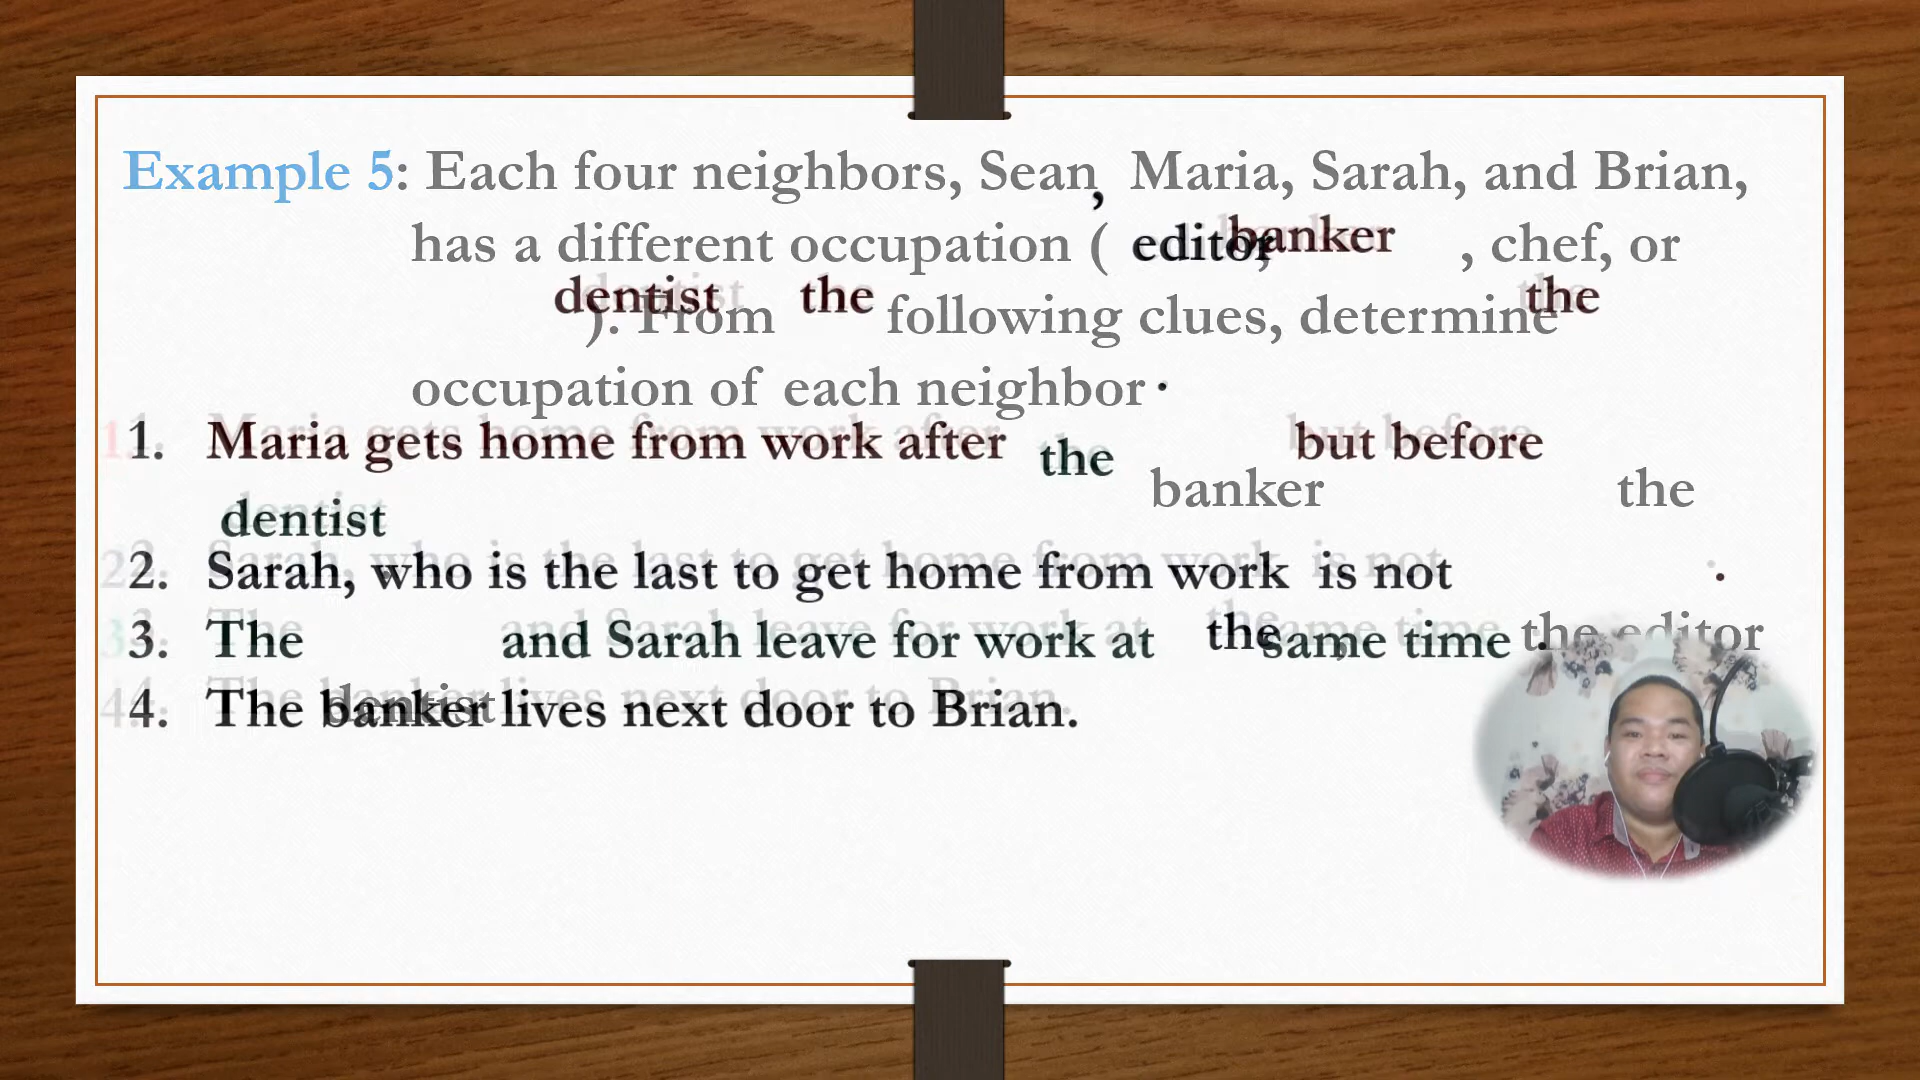 Example 5: Each four neighbors, Sean, Maria, Sarah, and Brian,
has a different occupation ( editor, banker , chef, or
dentist ). From the following clues, determine the
occupation of each neighbor.
1. Maria gets home from work after the banker but before the
dentist
2. Sarah, who is the last to get home from work is not the editor.
3. The dentist and Sarah leave for work at the same time.
4. The banker lives next door to Brian.